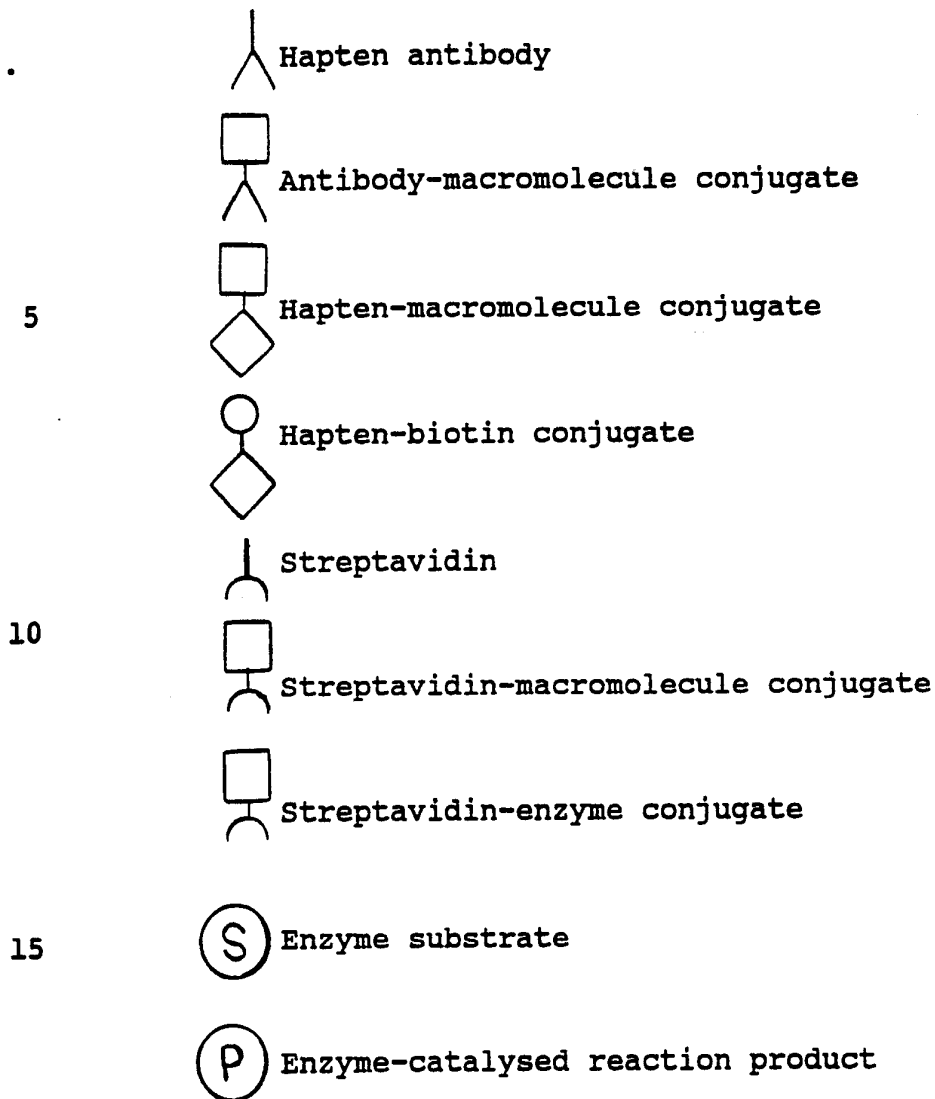 Hapten antibody
Antibody-macromolecule conjugate
5 Hapten-macromolecule conjugate
Hapten-biotin conjugate
Streptavidin
10
Streptavidin-macromolecule conjugate
Streptavidin-enzyme conjugate
15 S Enzyme substrate
P Enzyme-catalysed reaction product